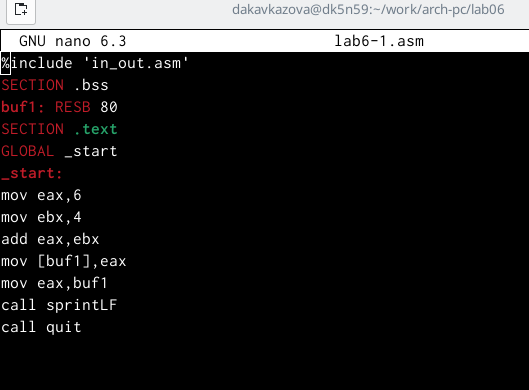 dakavkazova@dk5n59:~/work/arch-pc/lab06
GNU nano 6.3 lab6-1.asm
%include 'in_out.asm'
SECTION .bss
buf1: RESB 80
SECTION .text
GLOBAL _start
_start:
mov eax,6
mov ebx,4
add eax,ebx
mov [buf1],eax
mov eax,buf1
call sprintLF
call quit